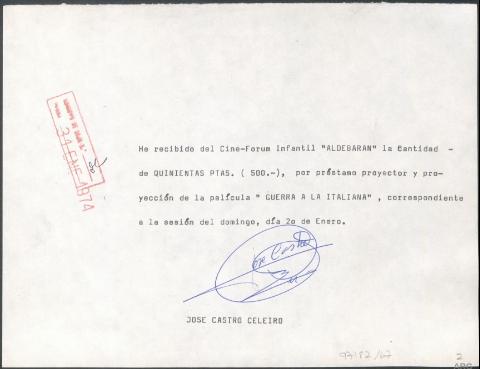 31 ENE 1974
He recibido del Cine-Forum Infantil "ALDEBARAN" la Cantidad -
de QUINIENTAS PTAS. ( 500.-), por préstamo proyector y pro-
yección de la película " GUERRA A LA ITALIANA" , correspondiente
a la sesión del domingo, día 2o de Enero.
JOSE CASTRO CELEIRO
2